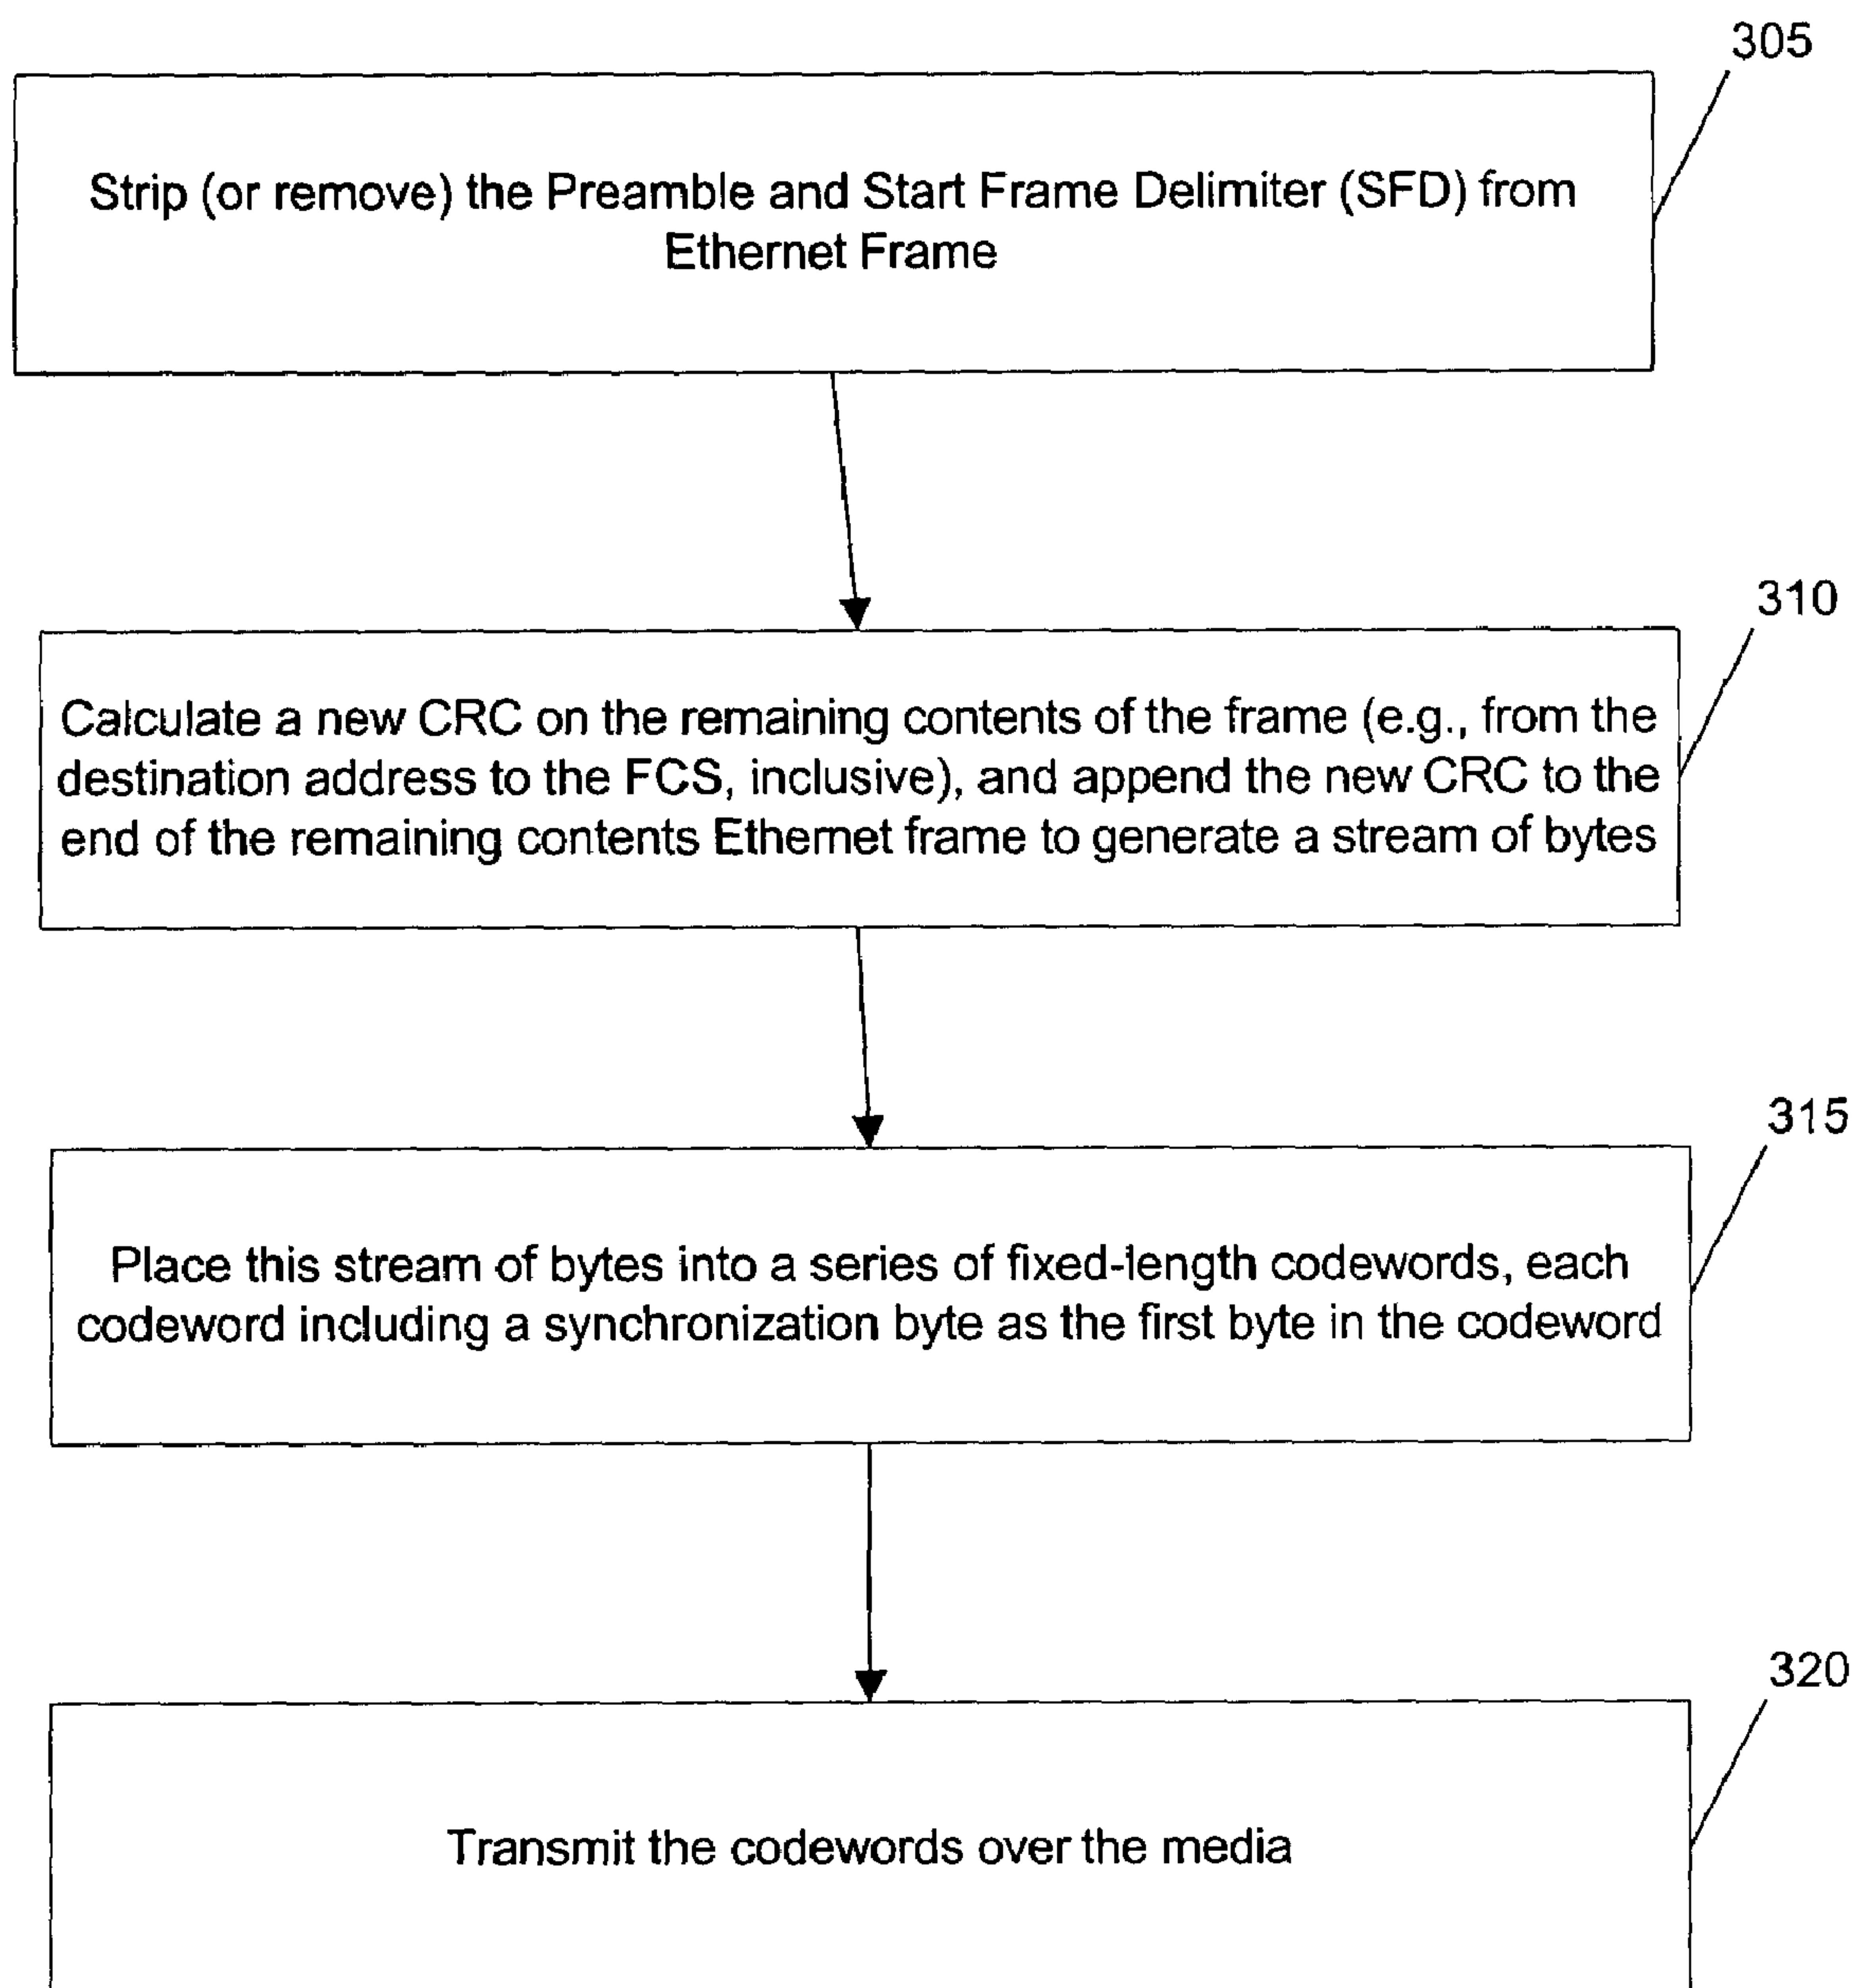 305
Strip (or remove) the Preamble and Start Frame Delimiter (SFD) from
Ethernet Frame
310
Calculate a new CRC on the remaining contents of the frame (e.g., from the
destination address to the FCS, inclusive), and append the new CRC to the
end of the remaining contents Ethernet frame to generate a stream of bytes
315
Place this stream of bytes into a series of fixed-length codewords, each
codeword including a synchronization byte as the first byte in the codeword
320
Transmit the codewords over the media